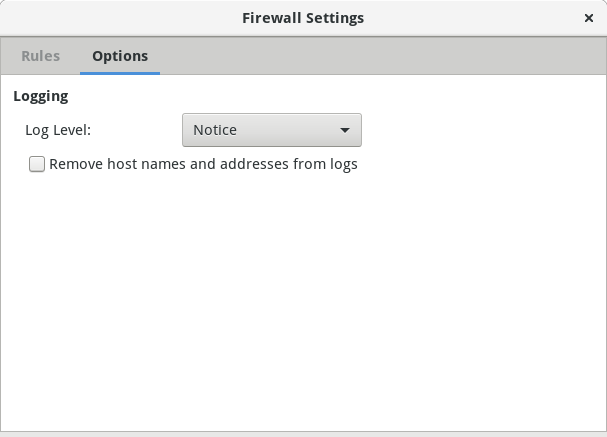 Firewall Settings
Rules
Options
Logging
Log Level:
Notice
Remove host names and addresses from logs